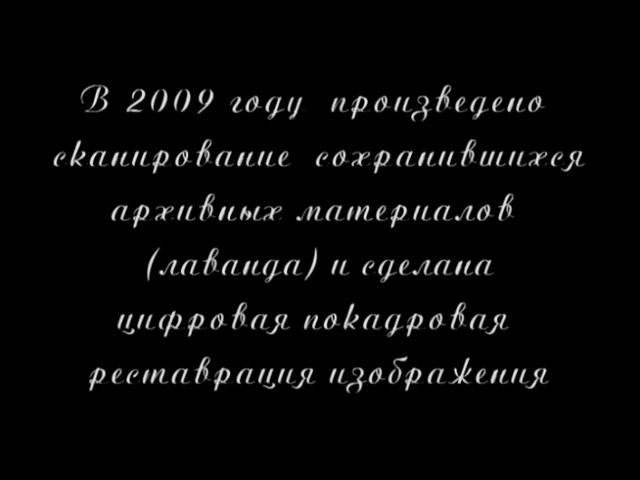 В 2009 году произведено
сканирование сохранившихся
архивных материалов
(лаванда) и сделана
цифровая покадровая
реставрация изображения